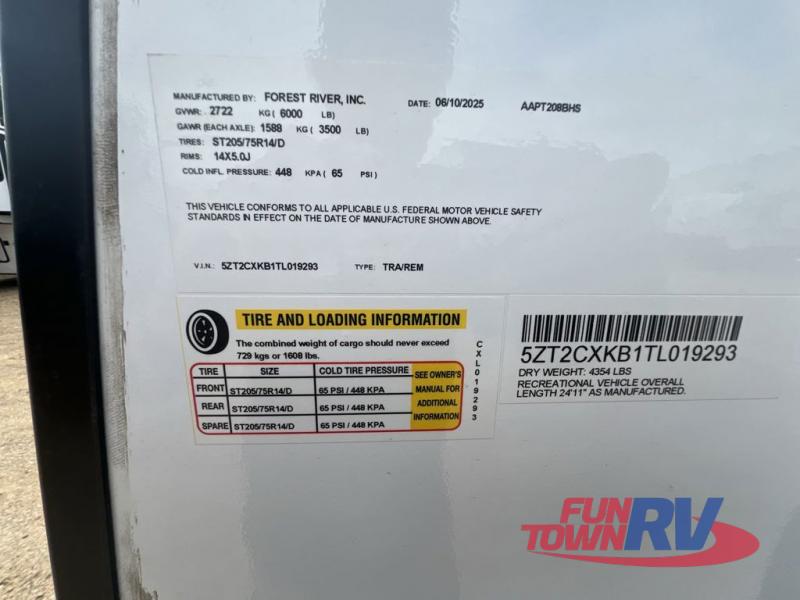 MANUFACTURED BY: FOREST RIVER, INC. DATE: 06/10/2025 AAPT208BHS
GVWR: 2722 KG ( 6000 LB)
GAWR (EACH AXLE): 1588 KG ( 3500 LB)
TIRES: ST205/75R14/D
RIMS: 14X5.0J
COLD INFL. PRESSURE: 448 KPA ( 65 PSI )
THIS VEHICLE CONFORMS TO ALL APPLICABLE U.S. FEDERAL MOTOR VEHICLE SAFETY
STANDARDS IN EFFECT ON THE DATE OF MANUFACTURE SHOWN ABOVE.
V.I.N.: 5ZT2CXKB1TL019293 TYPE: TRA/REM
TIRE AND LOADING INFORMATION
The combined weight of cargo should never exceed
729 kgs or 1608 lbs.
TIRE SIZE COLD TIRE PRESSURE SEE OWNER'S
FRONT ST205/75R14/D 65 PSI / 448 KPA MANUAL FOR
REAR ST205/75R14/D 65 PSI / 448 KPA ADDITIONAL
SPARE ST205/75R14/D 65 PSI / 448 KPA INFORMATION
CXL019293
5ZT2CXKB1TL019293
DRY WEIGHT: 4354 LBS
RECREATIONAL VEHICLE OVERALL
LENGTH 24'11" AS MANUFACTURED.
FUN
TOWN RV